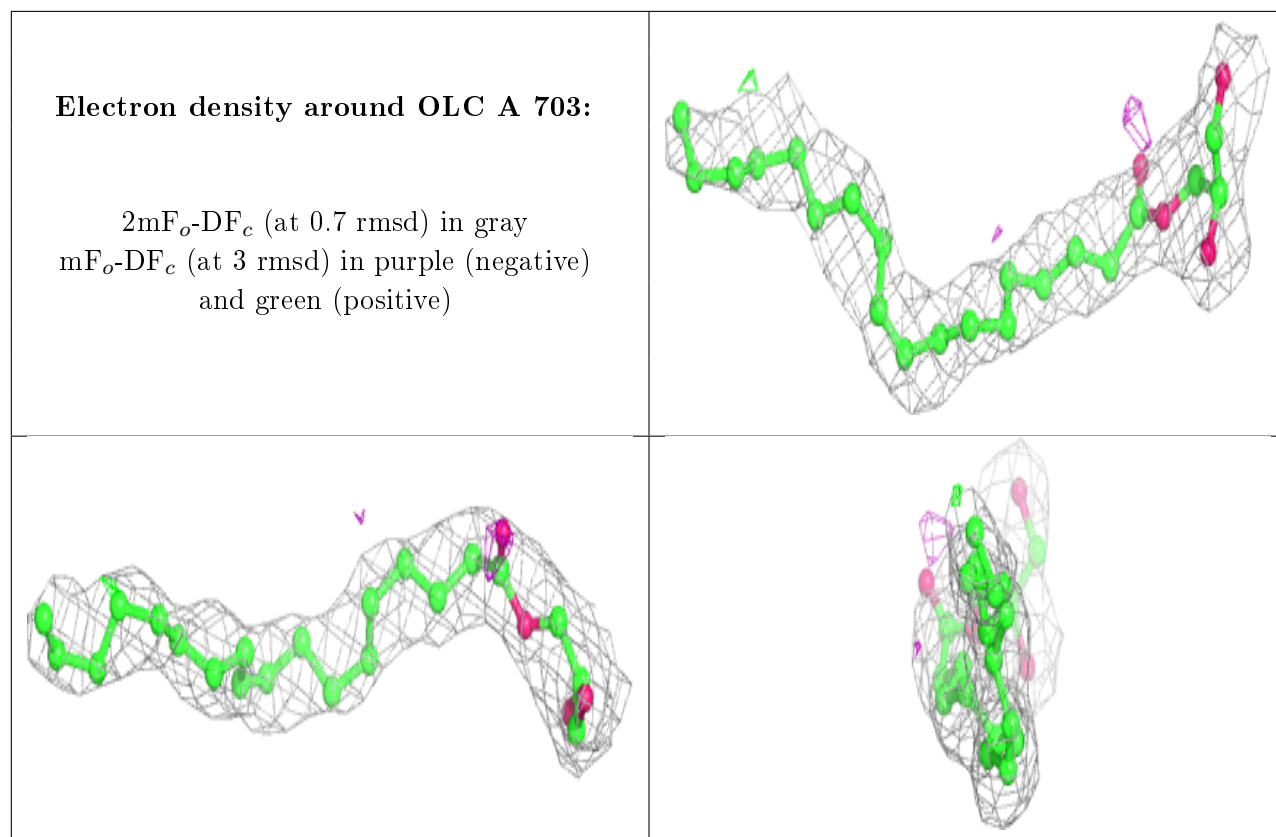 Electron density around OLC A 703:
2mFₒ-DF𝒸 (at 0.7 rmsd) in gray
mFₒ-DF𝒸 (at 3 rmsd) in purple (negative)
and green (positive)